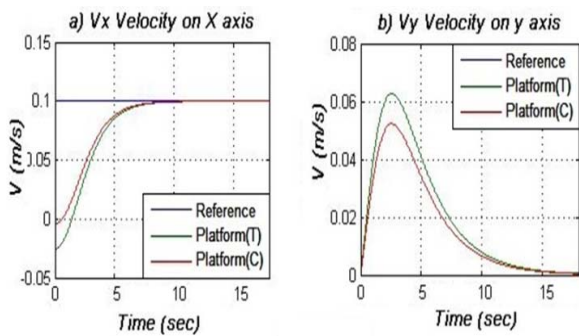 a) Vx Velocity on X axis
0.15
0.1
0.05
0
-0.05
V (m/s)
Reference
Platform(T)
Platform(C)
0
5
10
15
Time (sec)
b) Vy Velocity on y axis
0.08
0.06
0.04
0.02
0
V (m/s)
Reference
Platform(T)
Platform(C)
0
5
10
15
Time (sec)